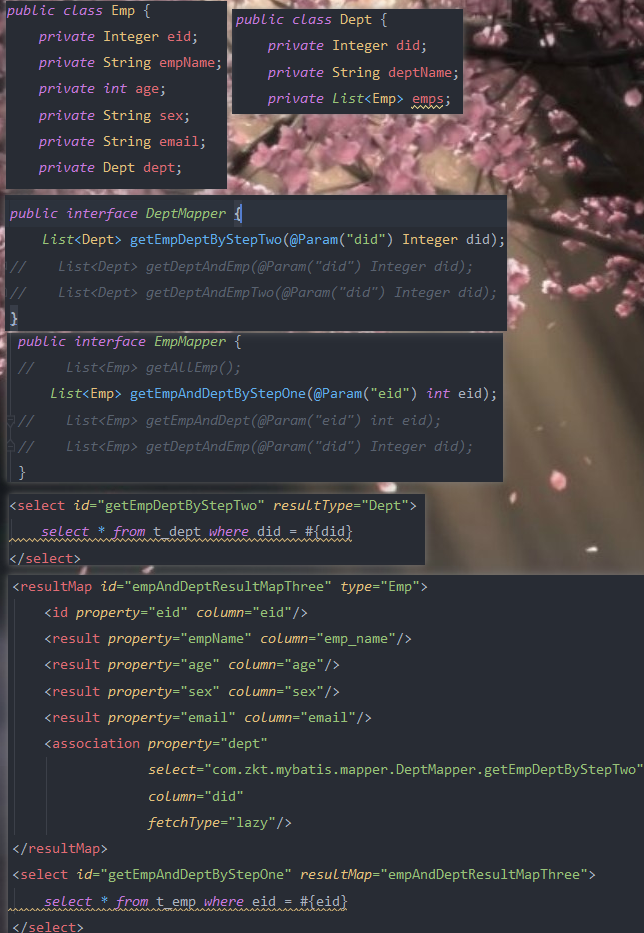 public class Emp {
    private Integer eid;
    private String empName;
    private int age;
    private String sex;
    private String email;
    private Dept dept;
public class Dept {
    private Integer did;
    private String deptName;
    private List<Emp> emps;
public interface DeptMapper {
    List<Dept> getEmpDeptByStepTwo(@Param("did") Integer did);
//    List<Dept> getDeptAndEmp(@Param("did") Integer did);
//    List<Dept> getDeptAndEmpTwo(@Param("did") Integer did);
}
public interface EmpMapper {
//    List<Emp> getAllEmp();
    List<Emp> getEmpAndDeptByStepOne(@Param("eid") int eid);
//    List<Emp> getEmpAndDept(@Param("eid") int eid);
//    List<Emp> getDeptAndEmp(@Param("did") Integer did);
}
<select id="getEmpDeptByStepTwo" resultType="Dept">
    select * from t_dept where did = #{did}
</select>
<resultMap id="empAndDeptResultMapThree" type="Emp">
    <id property="eid" column="eid"/>
    <result property="empName" column="emp_name"/>
    <result property="age" column="age"/>
    <result property="sex" column="sex"/>
    <result property="email" column="email"/>
    <association property="dept"
                 select="com.zkt.mybatis.mapper.DeptMapper.getEmpDeptByStepTwo"
                 column="did"
                 fetchType="lazy"/>
</resultMap>
<select id="getEmpAndDeptByStepOne" resultMap="empAndDeptResultMapThree">
    select * from t_emp where eid = #{eid}
</select>